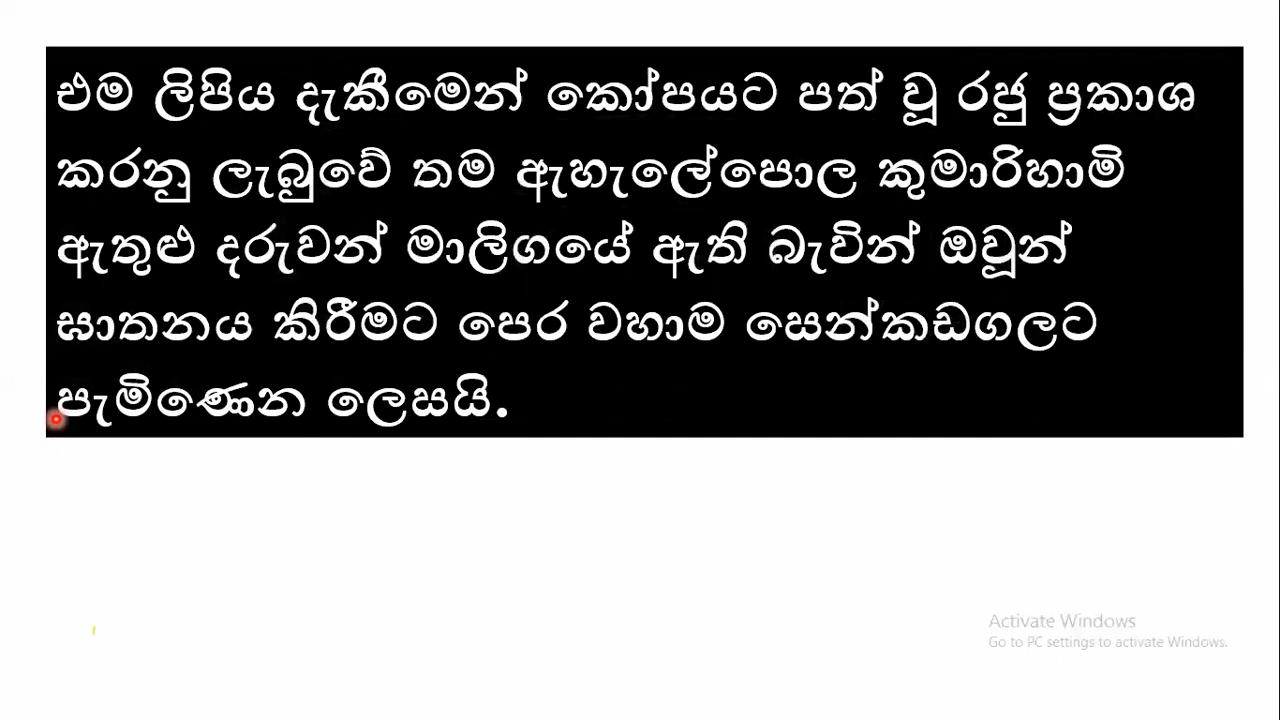 එම ලිපිය දැකීමෙන් කෝපයට පත් වූ රජු ප්‍රකාශ
කරනු ලැබුවේ තම ඇහැලේපොල කුමාරිහාමි
ඇතුළු දරුවන් මාලිගයේ ඇති බැවින් ඔවූන්
ඝාතනය කිරීමට පෙර වහාම සෙන්කඩගලට
පැමිණෙන ලෙසයි.
Activate Windows
Go to PC settings to activate Windows.